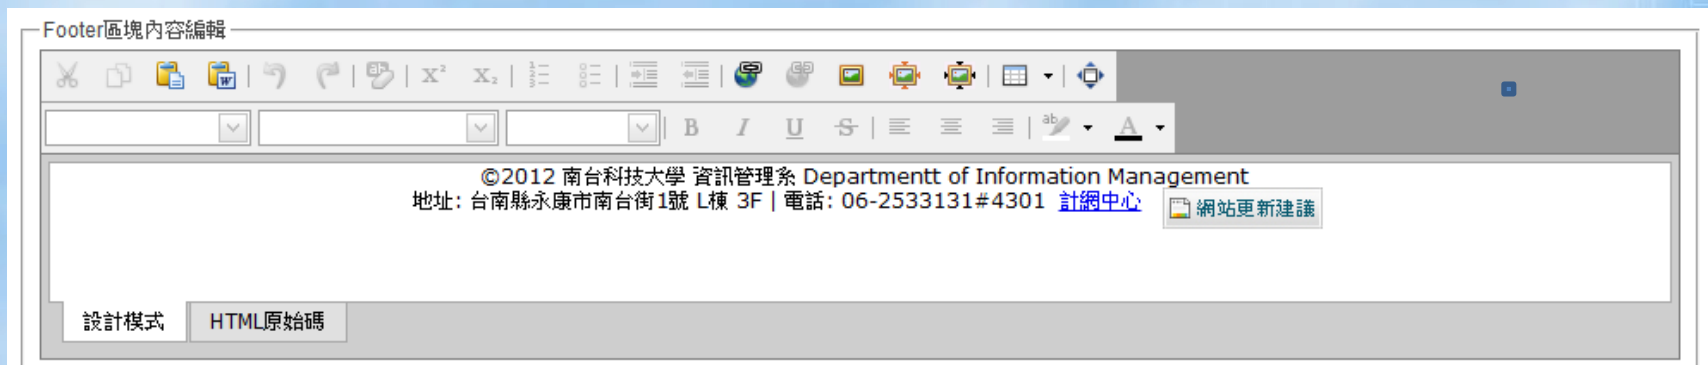 Footer區塊內容編輯
B I U S ab A
©2012 南台科技大學 資訊管理系 Departmentt of Information Management
地址: 台南縣永康市南台街1號 L棟 3F | 電話: 06-2533131#4301 計網中心 網站更新建議
設計模式 HTML原始碼